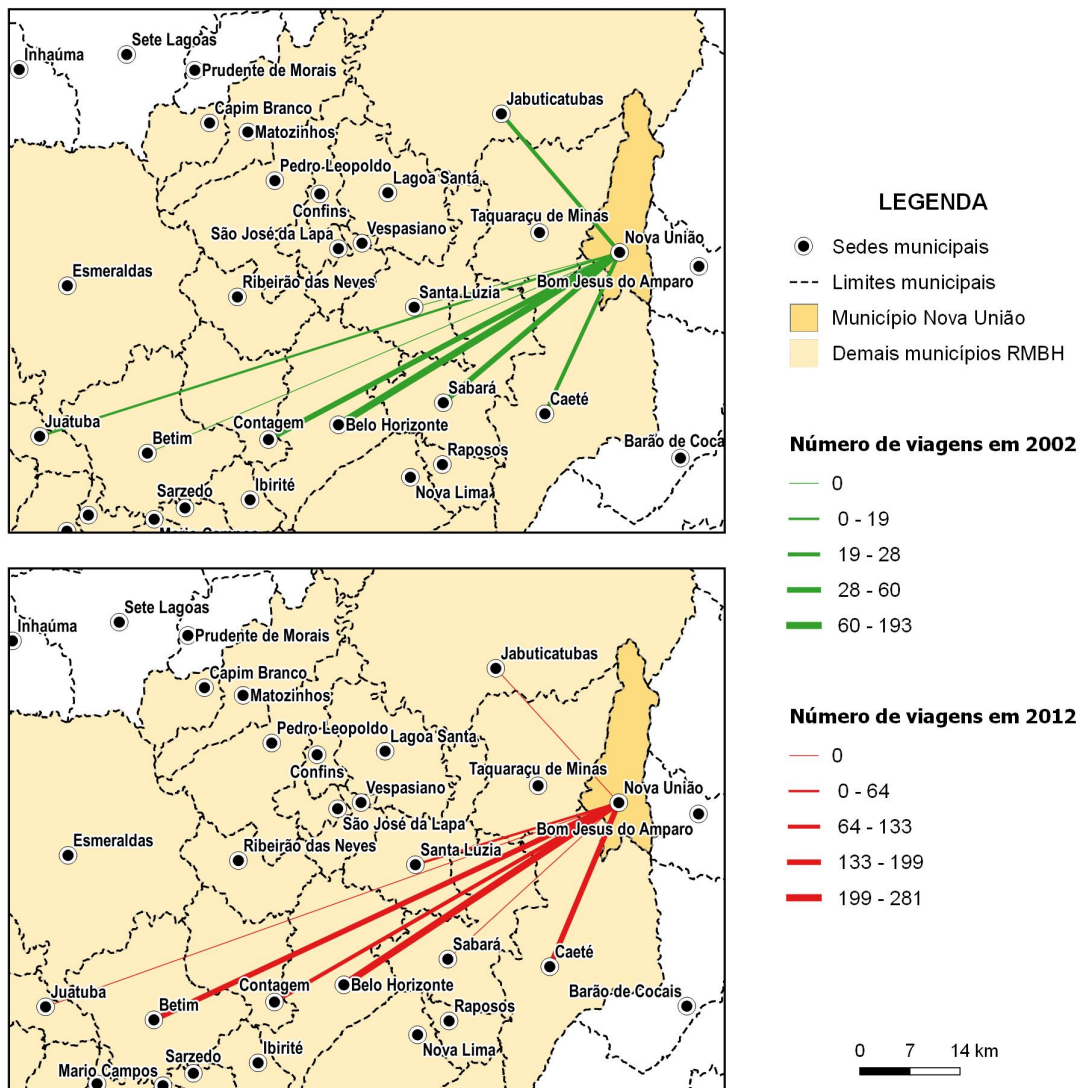 Sete Lagoas
Inhaúma
Prudente de Morais
Jabuticatubas
Capim Branco
Matozinhos
Pedro Leopoldo
Lagoa Santa
Confins
Taquaraçu de Minas
São José da Lapa
Vespasiano
Nova União
Esmeraldas
Ribeirão das Neves
Bom Jesus do Amparo
Santa Luzia
Sabará
Caeté
Juatuba
Betim
Contagem
Belo Horizonte
Raposos
Barão de Coca
Nova Lima
Sarzedo
Ibirité
LEGENDA
Sedes municipais
Limites municipais
Município Nova União
Demais municípios RMBH
Número de viagens em 2002
0
0 - 19
19 - 28
28 - 60
60 - 193
Sete Lagoas
Inhaúma
Prudente de Morais
Jabuticatubas
Capim Branco
Matozinhos
Pedro Leopoldo
Lagoa Santa
Confins
Taquaraçu de Minas
Vespasiano
Nova União
São José da Lapa
Bom Jesus do Amparo
Esmeraldas
Ribeirão das Neves
Santa Luzia
Sabará
Caeté
Juatuba
Betim
Contagem
Belo Horizonte
Barão de Cocais
Raposos
Nova Lima
Ibirité
Sarzedo
Mario Campos
Número de viagens em 2012
0
0 - 64
64 - 133
133 - 199
199 - 281
0 7 14 km